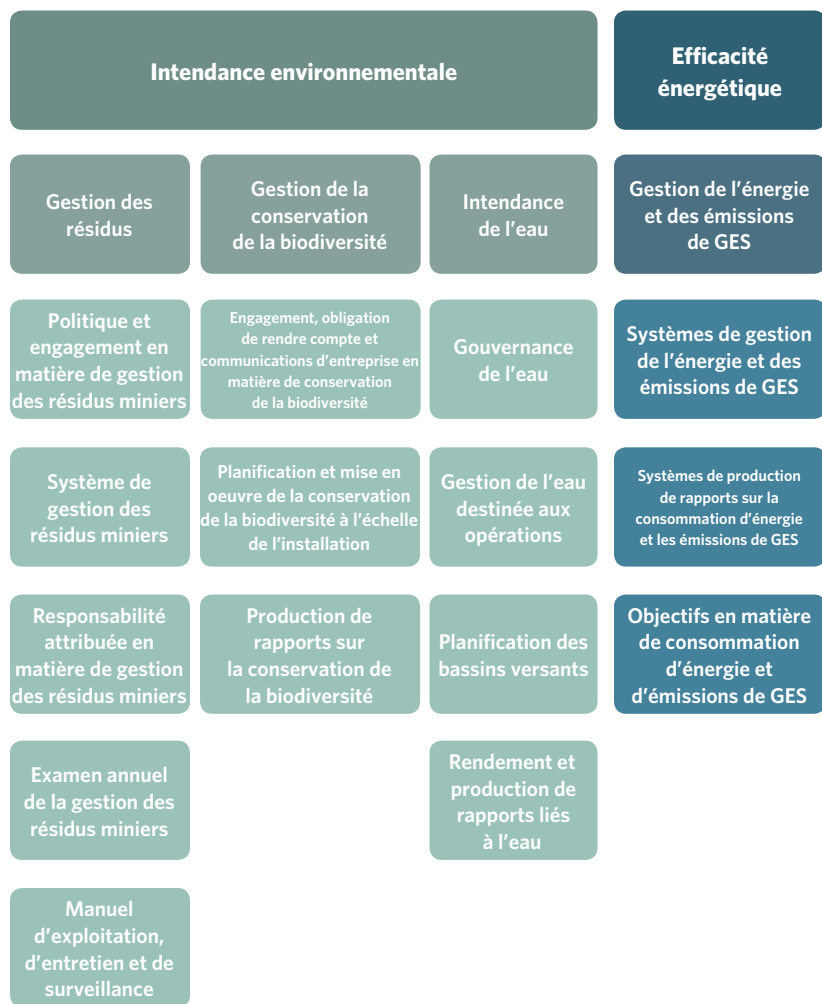 Intendance environnementale
Efficacité
énergétique
Gestion des
résidus
Gestion de la
conservation
de la biodiversité
Intendance
de l'eau
Gestion de l'énergie
et des émissions
de GES
Politique et
engagement en
matière de gestion
des résidus miniers
Engagement, obligation
de rendre compte et
communications d'entreprise en
matière de conservation
de la biodiversité
Gouvernance
de l'eau
Systèmes de gestion
de l'énergie et des
émissions de GES
Système de
gestion des
résidus miniers
Planification et mise en
oeuvre de la conservation
de la biodiversité à l'échelle
de l'installation
Gestion de l'eau
destinée aux
opérations
Systèmes de production
de rapports sur la
consommation d'énergie
et les émissions de GES
Responsabilité
attribuée en
matière de gestion
des résidus miniers
Production de
rapports sur
la conservation de
la biodiversité
Planification des
bassins versants
Objectifs en matière
de consommation
d'énergie et
d'émissions de GES
Examen annuel
de la gestion des
résidus miniers
Rendement et
production de
rapports liés
à l'eau
Manuel
d'exploitation,
d'entretien et de
surveillance